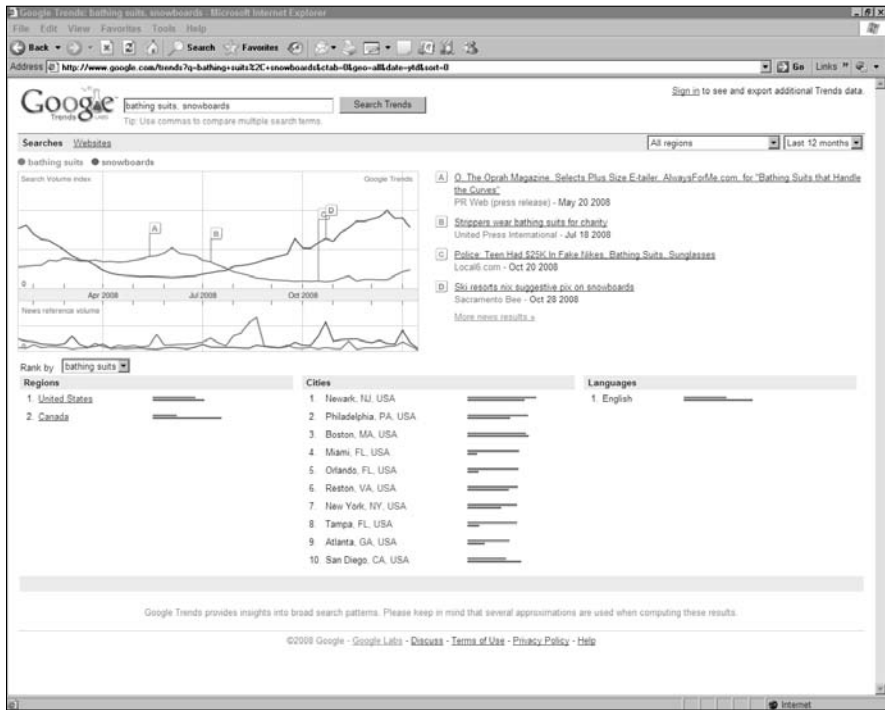 Google Trends: bathing suits, snowboards - Microsoft Internet Explorer
File Edit View Favorites Tools Help
Back Search Favorites
Address http://www.google.com/trends?q=bathing+suits%2C+snowboards&ctab=0&geo=all&date=ytd&sort=0 Go Links »
Sign in to see and export additional Trends data.
Google Trends LABS
bathing suits, snowboards Search Trends
Tip: Use commas to compare multiple search terms.
Searches Websites All regions Last 12 months
bathing suits snowboards
Search Volume index Google Trends
A B C D
0
Apr 2008 Jul 2008 Oct 2008
News reference volume
0
A O, The Oprah Magazine, Selects Plus Size E-tailer, AlwaysForMe.com, for "Bathing Suits that Handle
the Curves"
PR Web (press release) - May 20 2008
B Strippers wear bathing suits for charity
United Press International - Jul 18 2008
C Police: Teen Had $25K In Fake Nikes, Bathing Suits, Sunglasses
Local6.com - Oct 20 2008
D Ski resorts nix suggestive pix on snowboards
Sacramento Bee - Oct 28 2008
More news results »
Rank by bathing suits
Regions
1. United States
2. Canada
Cities
1. Newark, NJ, USA
2. Philadelphia, PA, USA
3. Boston, MA, USA
4. Miami, FL, USA
5. Orlando, FL, USA
6. Reston, VA, USA
7. New York, NY, USA
8. Tampa, FL, USA
9. Atlanta, GA, USA
10. San Diego, CA, USA
Languages
1. English
Google Trends provides insights into broad search patterns. Please keep in mind that several approximations are used when computing these results.
©2008 Google - Google Labs - Discuss - Terms of Use - Privacy Policy - Help
Internet